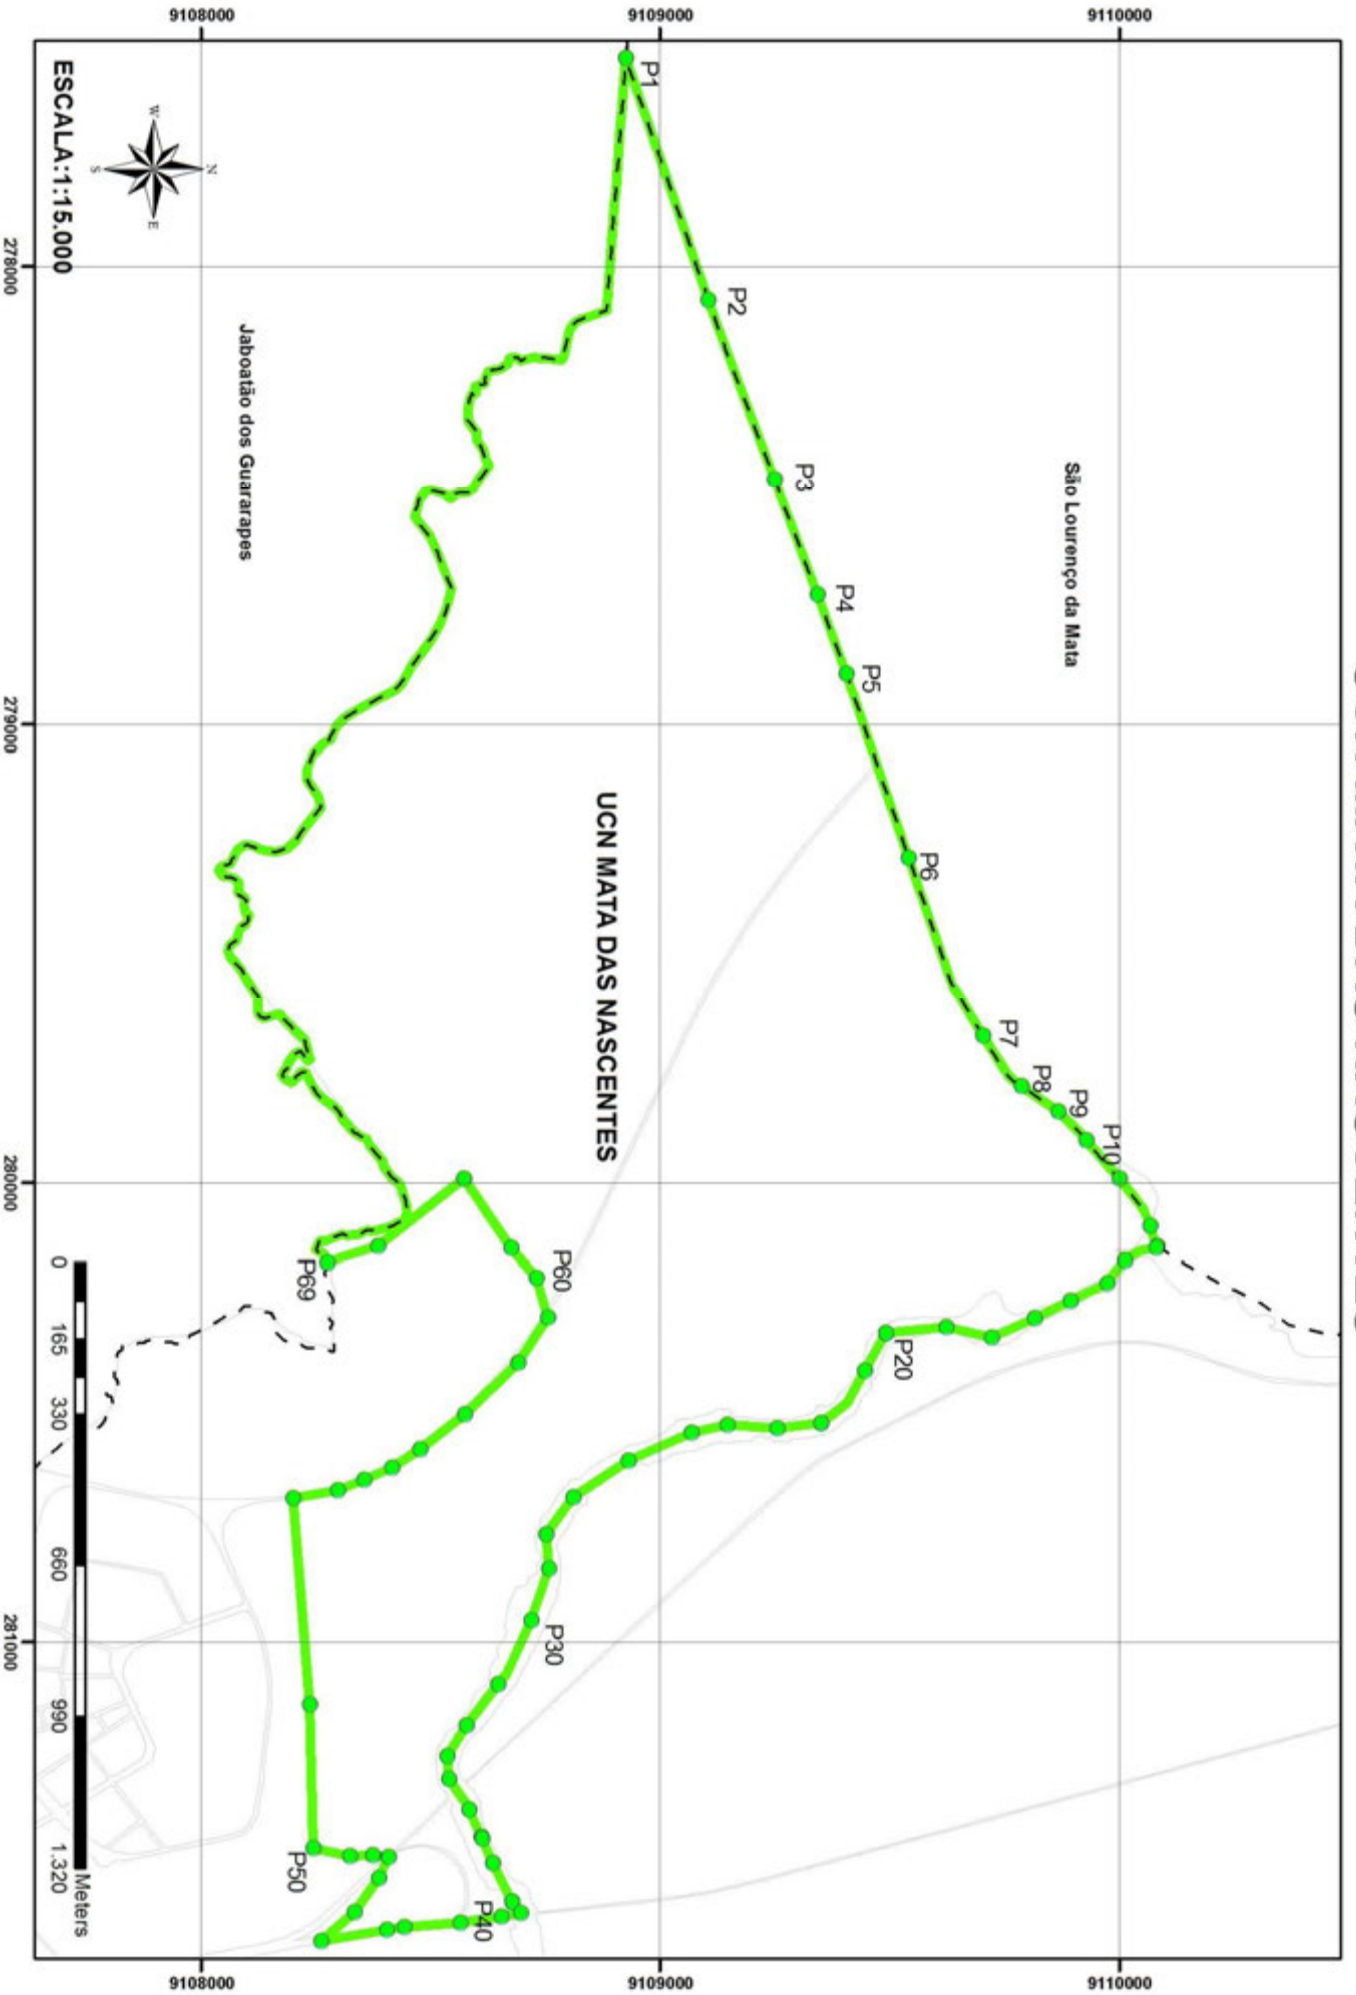 9108000
9109000
9110000
P1
ESCALA:1:15.000
W
N
S
E
278000
P2
Jaboatão dos Guararapes
P3
São Lourenço da Mata
P4
P5
279000
UCN MATA DAS NASCENTES
P6
P7
P8
P9
P10
280000
P60
P69
P20
0
165
330
660
990
1.320
Meters
P30
281000
P50
P40
9108000
9109000
9110000